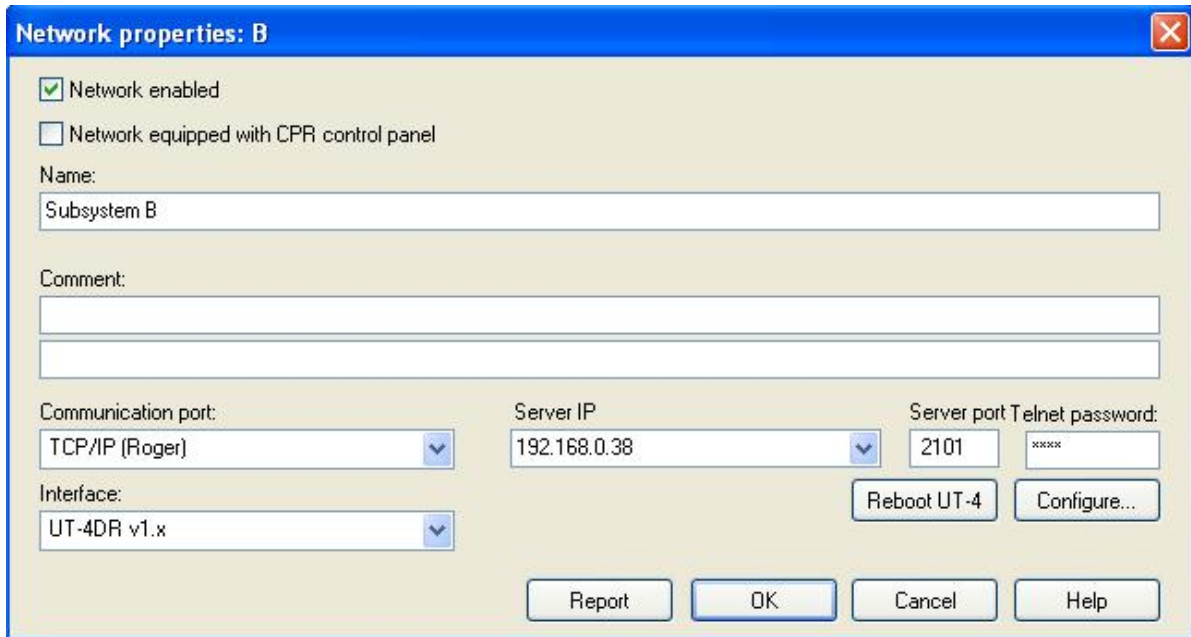 Network properties: B
Network enabled
Network equipped with CPR control panel
Name:
Subsystem B
Comment:
Communication port:
Server IP
Server port
Telnet password:
TCP/IP (Roger)
192.168.0.38
2101
****
Reboot UT-4
Configure...
Interface:
UT-4DR v1.x
Report
OK
Cancel
Help